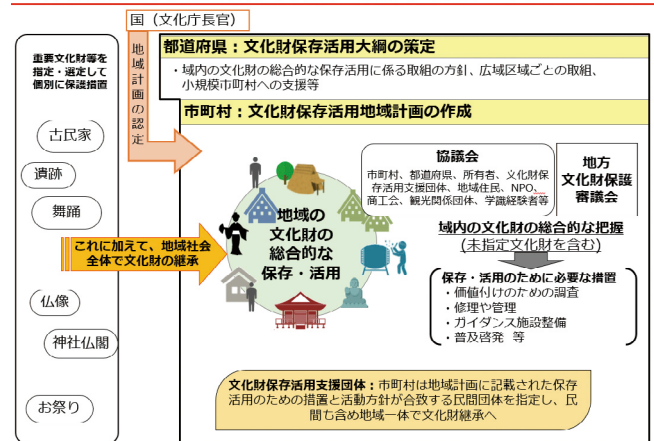 国（文化庁長官）
地域計画の認定
重要文化財等を
指定・選定して
個別に保護措置
古民家
遺跡
舞踊
仏像
神社仏閣
お祭り
都道府県：文化財保存活用大綱の策定
・域内の文化財の総合的な保存活用に係る取組の方針、広域区域ごとの取組、
小規模市町村への支援等
市町村：文化財保存活用地域計画の作成
協議会
市町村、都道府県、所有者、文化財保
存活用支援団体、地域住民、NPO、
商工会、観光関係団体、学識経験者等
地方
文化財保護
審議会
これに加えて、地域社会
全体で文化財の継承
地域の
文化財の
総合的な
保存・活用
域内の文化財の総合的な把握
(未指定文化財を含む)
保存・活用のために必要な措置
・価値付けのための調査
・修理や管理
・ガイダンス施設整備
・普及啓発 等
文化財保存活用支援団体：市町村は地域計画に記載された保存
活用のための措置と活動方針が合致する民間団体を指定し、民
間も含め地域一体で文化財継承へ